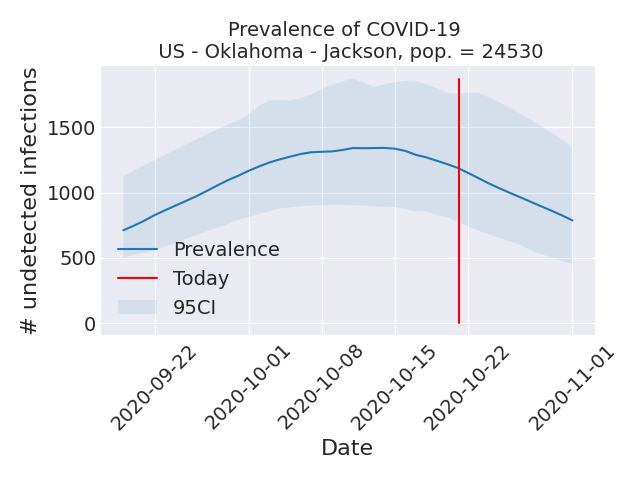 Prevalence of COVID-19
US - Oklahoma - Jackson, pop. = 24530
# undetected infections
1500
1000
500
0
Prevalence
Today
95CI
2020-09-22
2020-10-01
2020-10-08
2020-10-15
2020-10-22
2020-11-01
Date